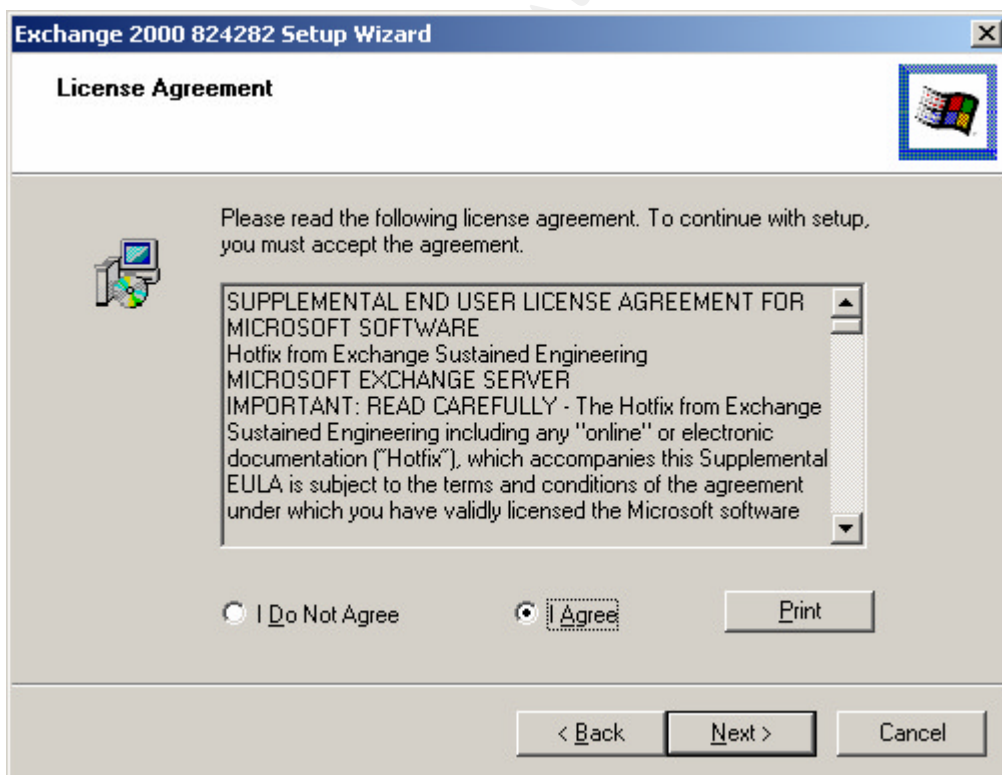 Exchange 2000 824282 Setup Wizard
License Agreement
Please read the following license agreement. To continue with setup,
you must accept the agreement.
SUPPLEMENTAL END USER LICENSE AGREEMENT FOR
MICROSOFT SOFTWARE
Hotfix from Exchange Sustained Engineering
MICROSOFT EXCHANGE SERVER
IMPORTANT: READ CAREFULLY - The Hotfix from Exchange
Sustained Engineering including any "online" or electronic
documentation ("Hotfix"), which accompanies this Supplemental
EULA is subject to the terms and conditions of the agreement
under which you have validly licensed the Microsoft software
I Do Not Agree
I Agree
Print
< Back
Next >
Cancel